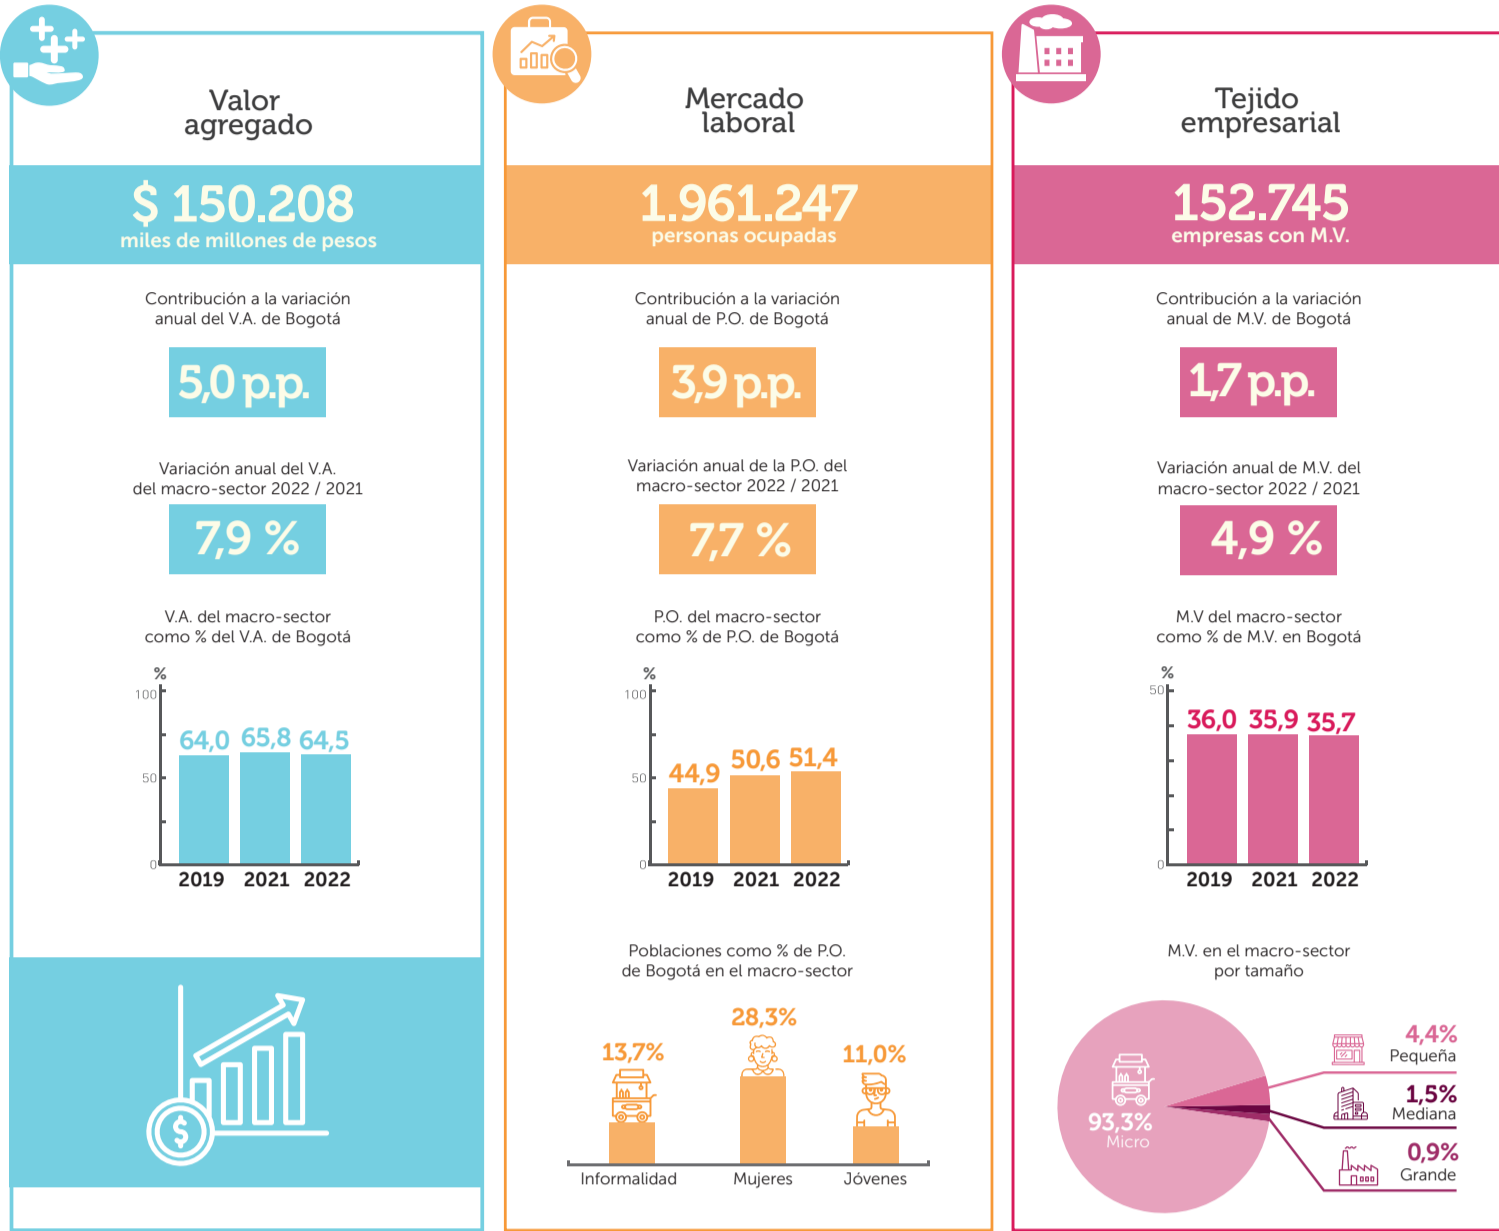 Valor
agregado
$ 150.208
miles de millones de pesos
Contribución a la variación
anual del V.A. de Bogotá
5,0 p.p.
Variación anual del V.A.
del macro-sector 2022 / 2021
7,9 %
V.A. del macro-sector
como % del V.A. de Bogotá
%
100
50
0
64,0 65,8 64,5
2019 2021 2022
$
Mercado
laboral
1.961.247
personas ocupadas
Contribución a la variación
anual de P.O. de Bogotá
3,9 p.p.
Variación anual de la P.O. del
macro-sector 2022 / 2021
7,7 %
P.O. del macro-sector
como % de P.O. de Bogotá
%
100
50
0
44,9 50,6 51,4
2019 2021 2022
Poblaciones como % de P.O.
de Bogotá en el macro-sector
13,7% 28,3% 11,0%
Informalidad Mujeres Jóvenes
Tejido
empresarial
152.745
empresas con M.V.
Contribución a la variación
anual de M.V. de Bogotá
1,7 p.p.
Variación anual de M.V. del
macro-sector 2022 / 2021
4,9 %
M.V del macro-sector
como % de M.V. en Bogotá
%
50
0
36,0 35,9 35,7
2019 2021 2022
M.V. en el macro-sector
por tamaño
93,3%
Micro
4,4%
Pequeña
1,5%
Mediana
0,9%
Grande